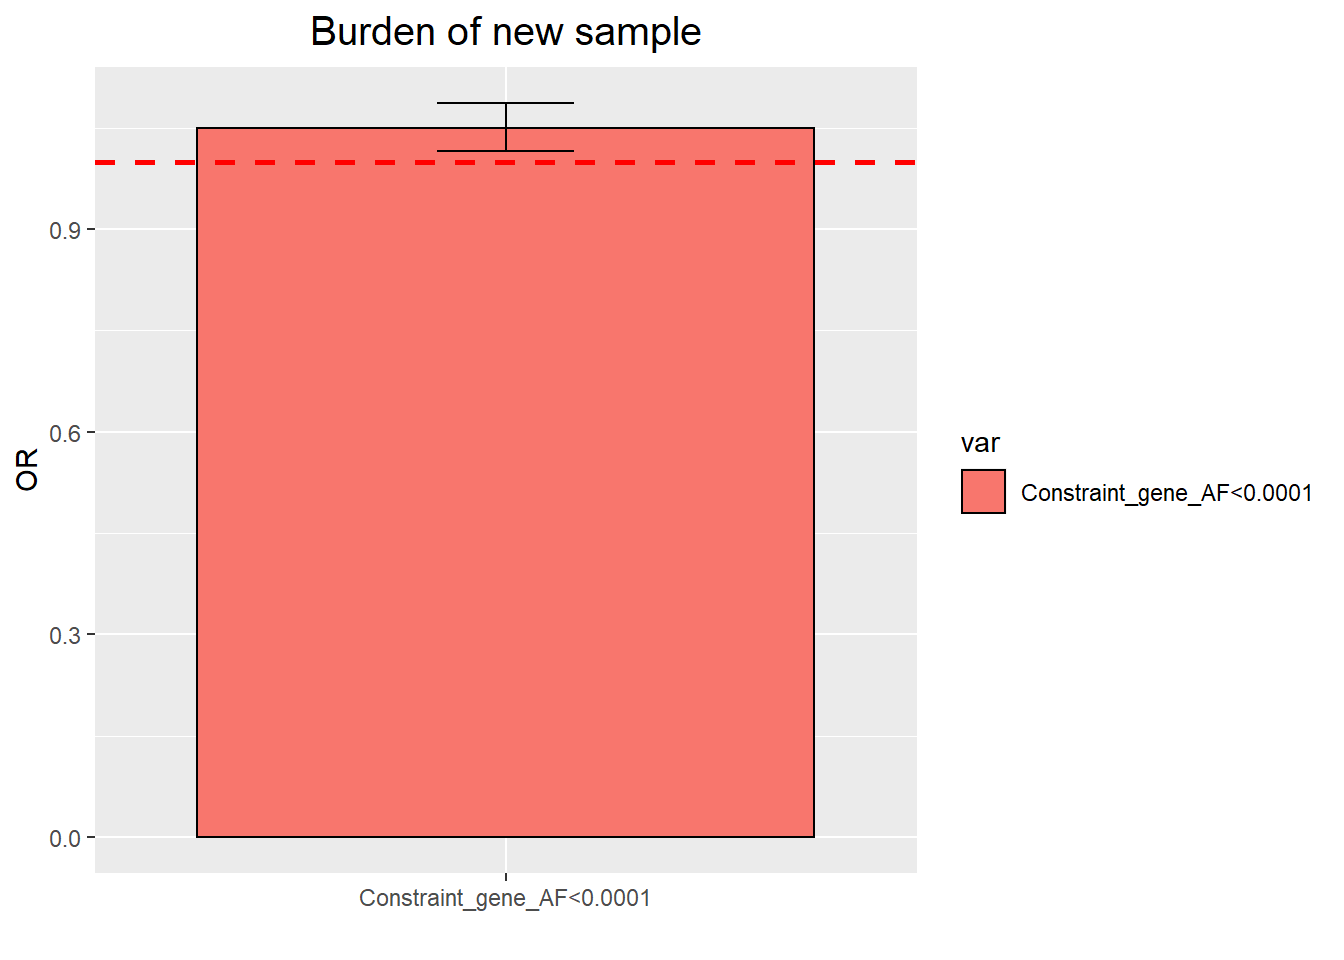 Burden of new sample
OR
0.9
0.6
0.3
0.0
Constraint_gene_AF<0.0001
var
Constraint_gene_AF<0.0001